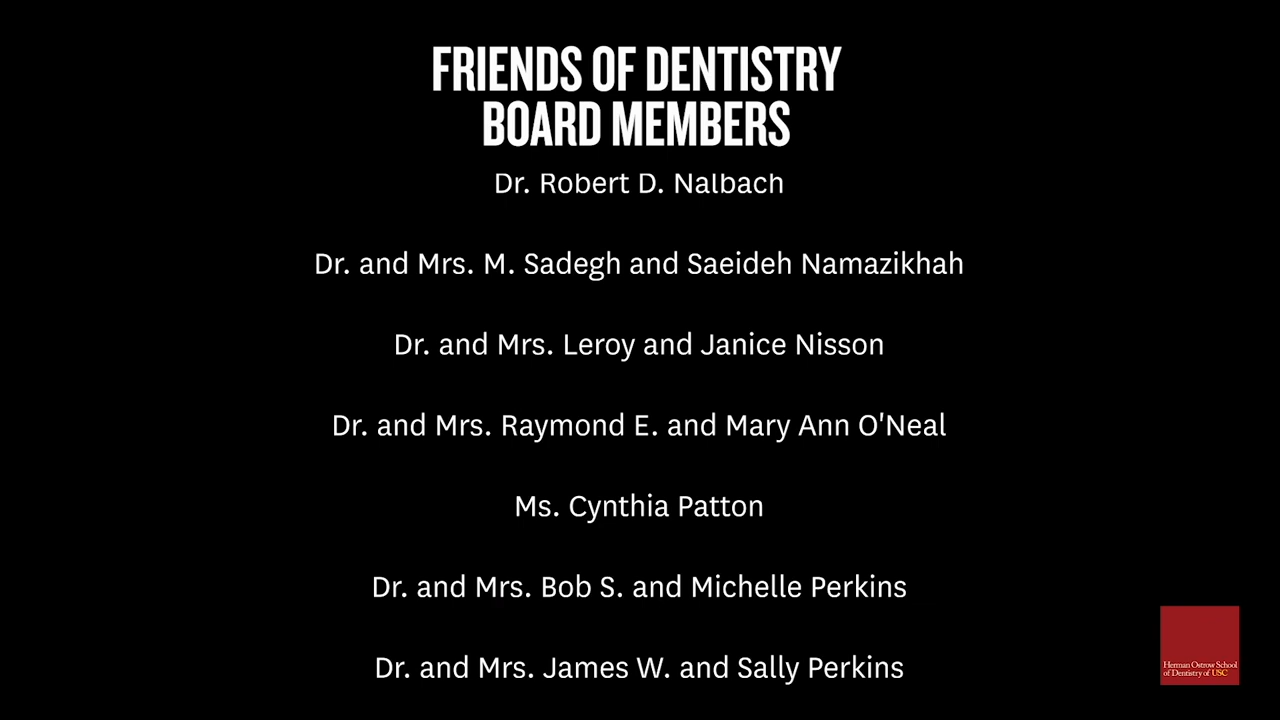 FRIENDS OF DENTISTRY
BOARD MEMBERS
Dr. Robert D. Nalbach
Dr. and Mrs. M. Sadegh and Saeideh Namazikhah
Dr. and Mrs. Leroy and Janice Nisson
Dr. and Mrs. Raymond E. and Mary Ann O'Neal
Ms. Cynthia Patton
Dr. and Mrs. Bob S. and Michelle Perkins
Dr. and Mrs. James W. and Sally Perkins
Herman Ostrow School
of Dentistry of USC